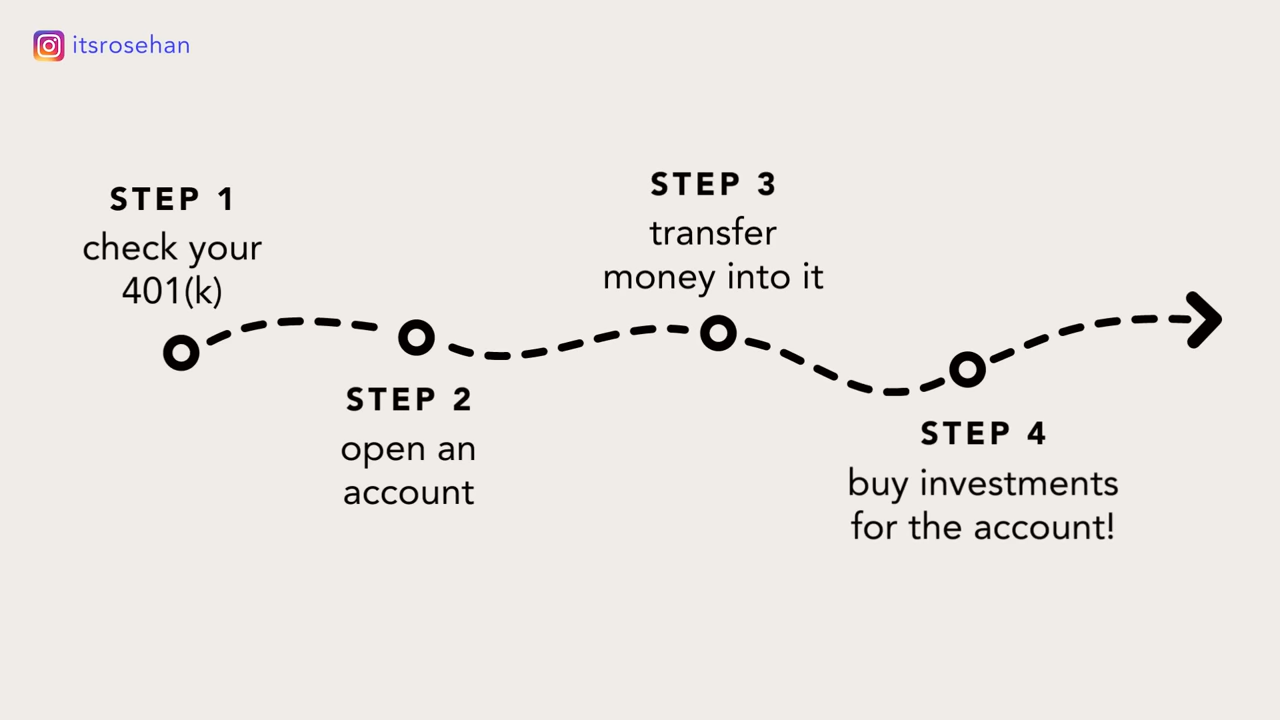 itsrosehan
STEP 1
check your
401(k)
STEP 2
open an
account
STEP 3
transfer
money into it
STEP 4
buy investments
for the account!